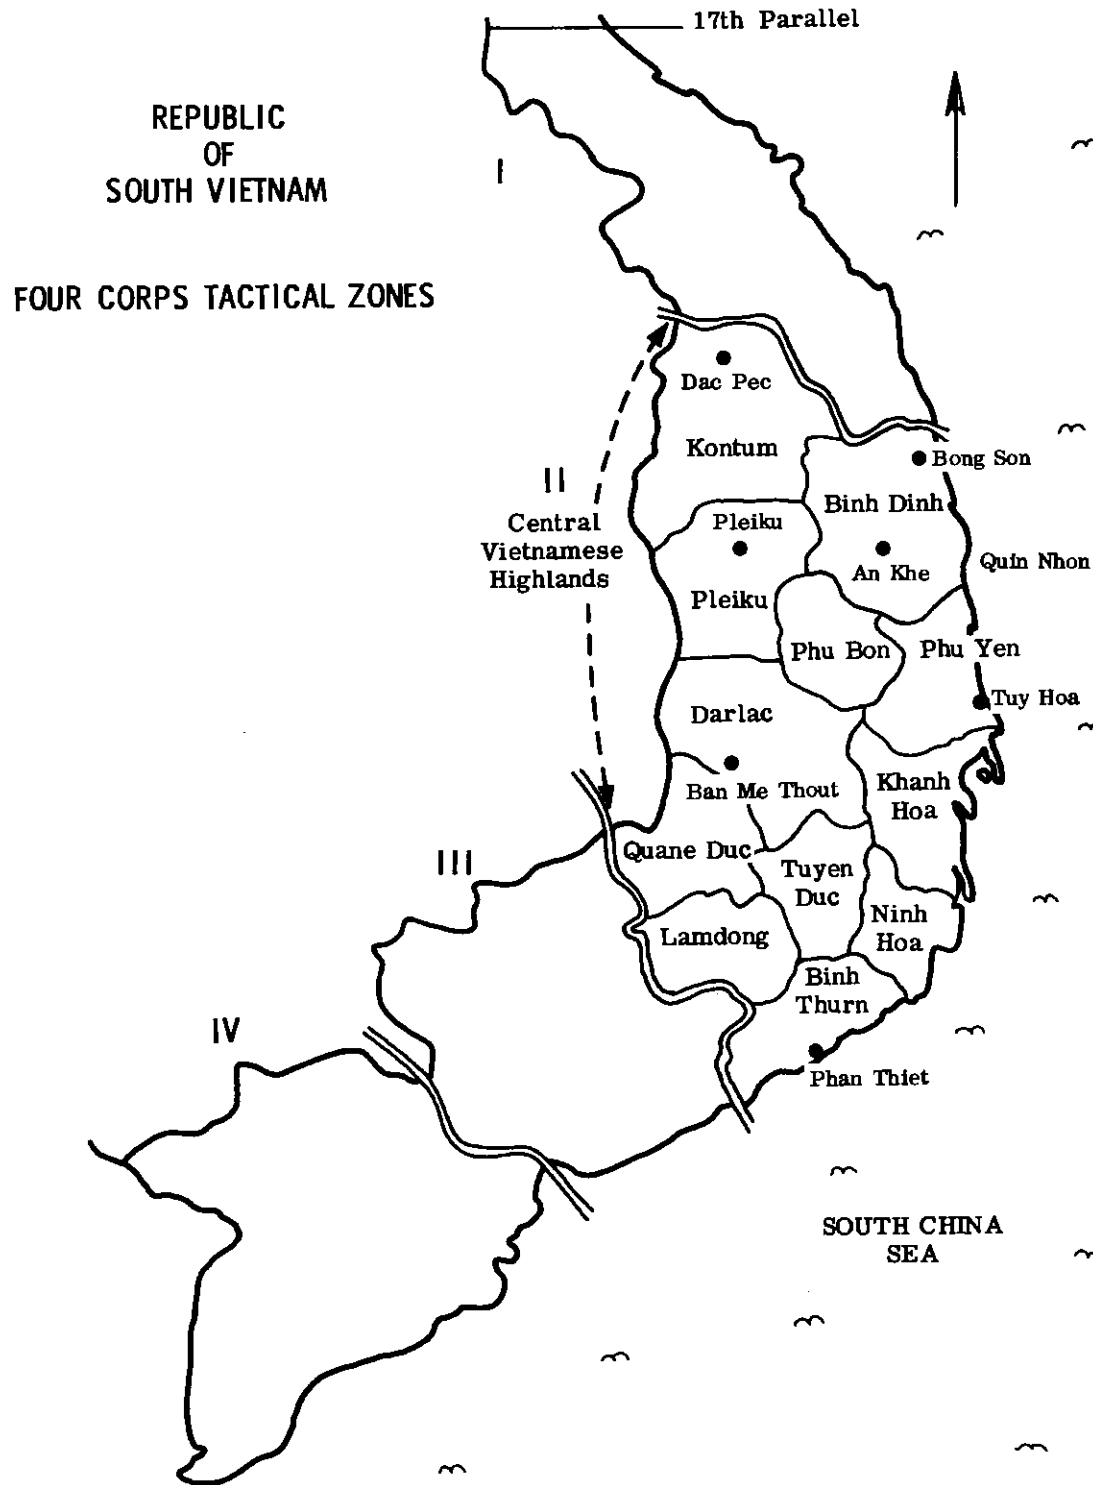 17th Parallel
REPUBLIC
OF
SOUTH VIETNAM
I
FOUR CORPS TACTICAL ZONES
Dac Pec
Kontum
Bong Son
II
Central
Vietnamese
Highlands
Binh Dinh
Pleiku
An Khe
Quin Nhon
Pleiku
Phu Bon
Phu Yen
Tuy Hoa
Darlac
Ban Me Thout
Khanh
Hoa
III
Quane Duc
Tuyen
Duc
Ninh
Hoa
Lamdong
Binh
Thurn
IV
Phan Thiet
SOUTH CHINA
SEA